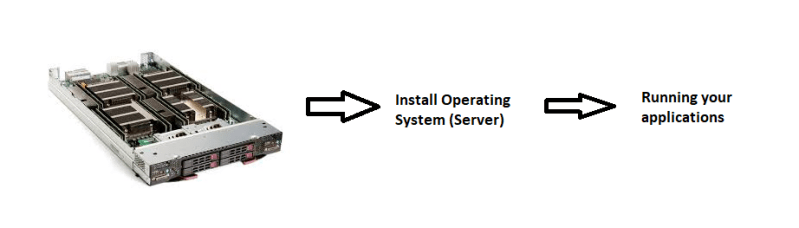 Install Operating
System (Server)
Running your
applications